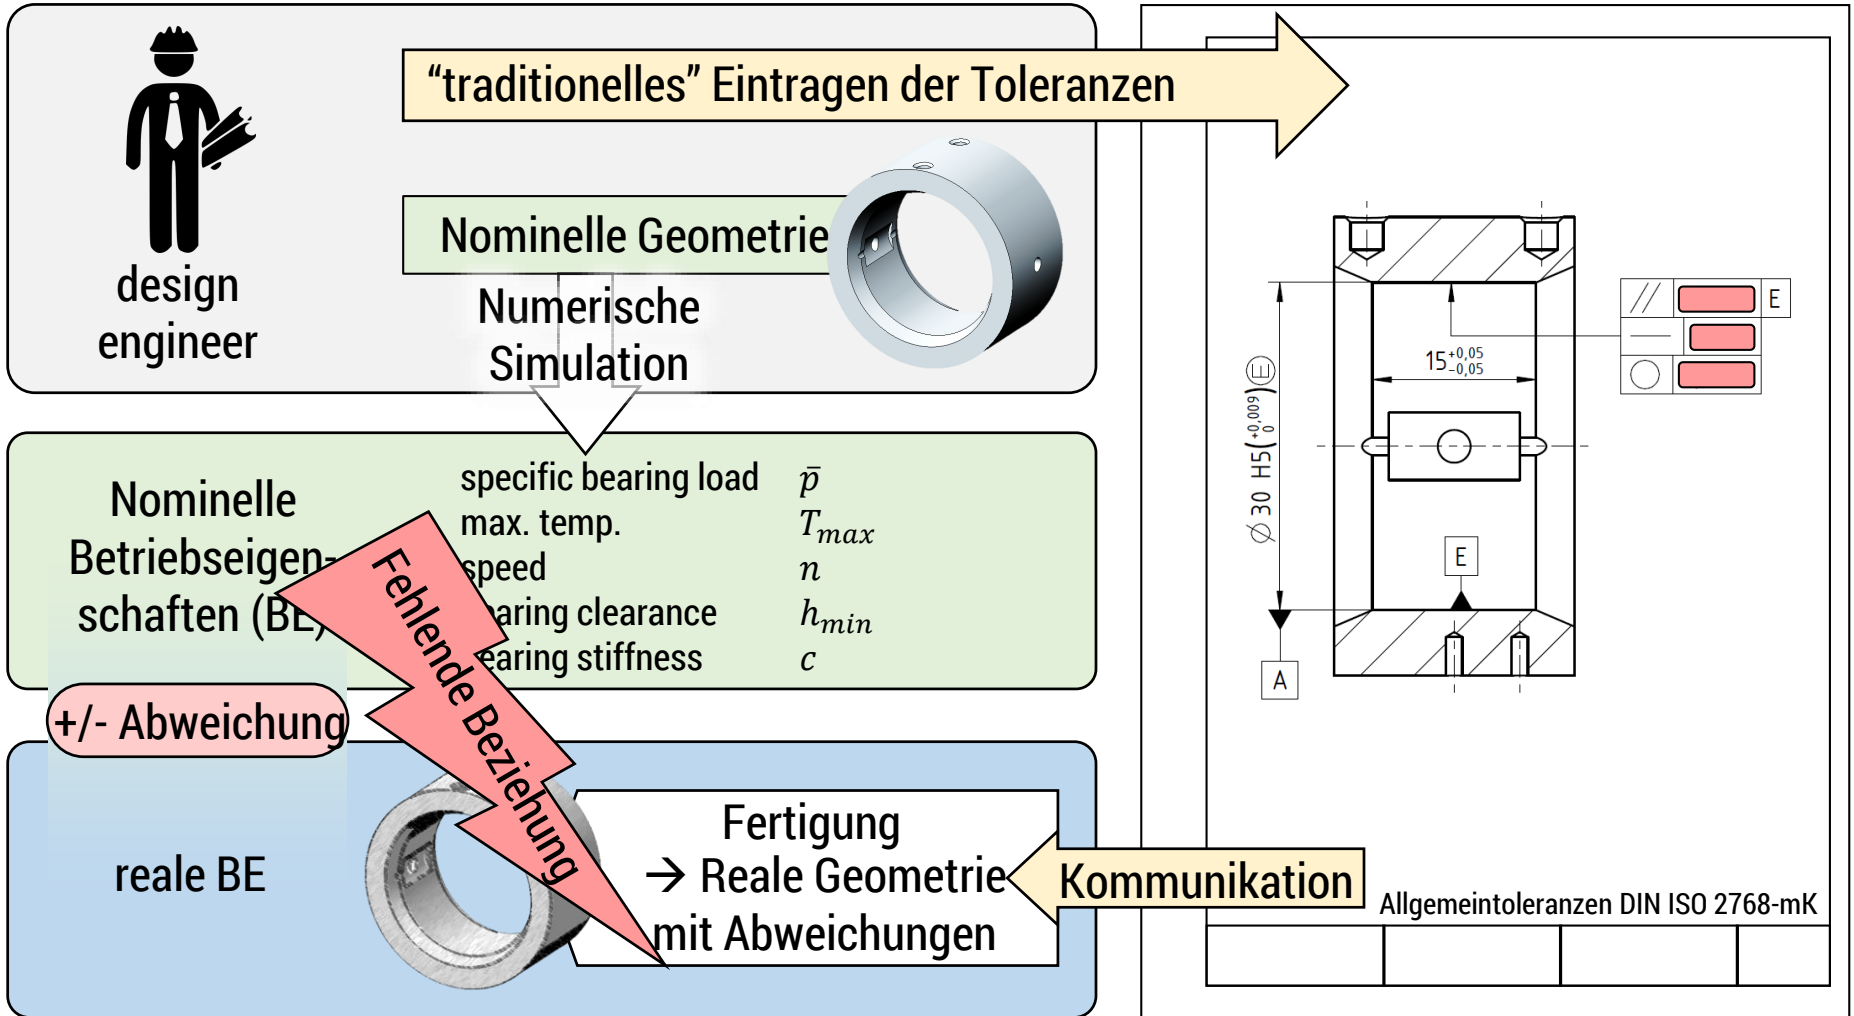 “traditionelles” Eintragen der Toleranzen
design
engineer
Nominelle Geometrie
Numerische
Simulation
Nominelle
Betriebseigen-
schaften (BE)
specific bearing load p̄
max. temp. Tmax
speed n
earing clearance hmin
earing stiffness c
Fehlende Beziehung
+/- Abweichung
reale BE
Fertigung
→ Reale Geometrie
mit Abweichungen
Kommunikation
⌀ 30 H5(+0,009 0)Ⓔ
15 +0,05 -0,05
E
E
A
Allgemeintoleranzen DIN ISO 2768-mK